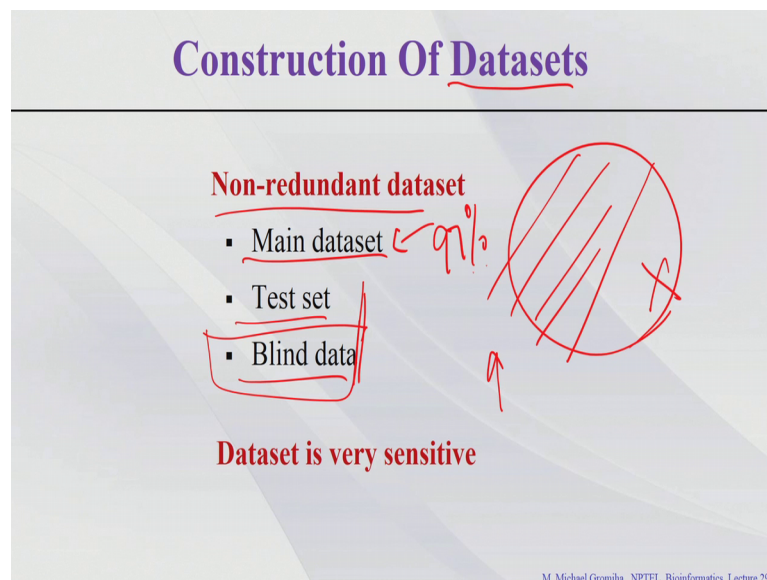 Construction Of Datasets
Non-redundant dataset
▪ Main dataset 97%
▪ Test set
▪ Blind data
Dataset is very sensitive
M. Michael Gromiha, NPTEL, Bioinformatics, Lecture